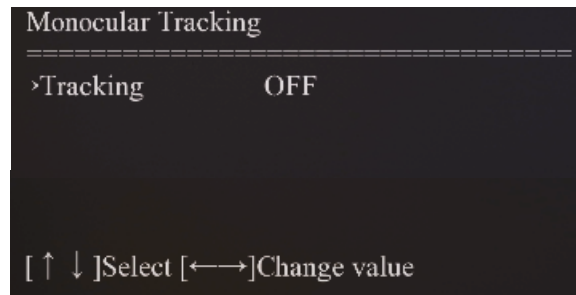 Monocular Tracking
====================================
›Tracking OFF
[↑ ↓]Select [←→]Change value